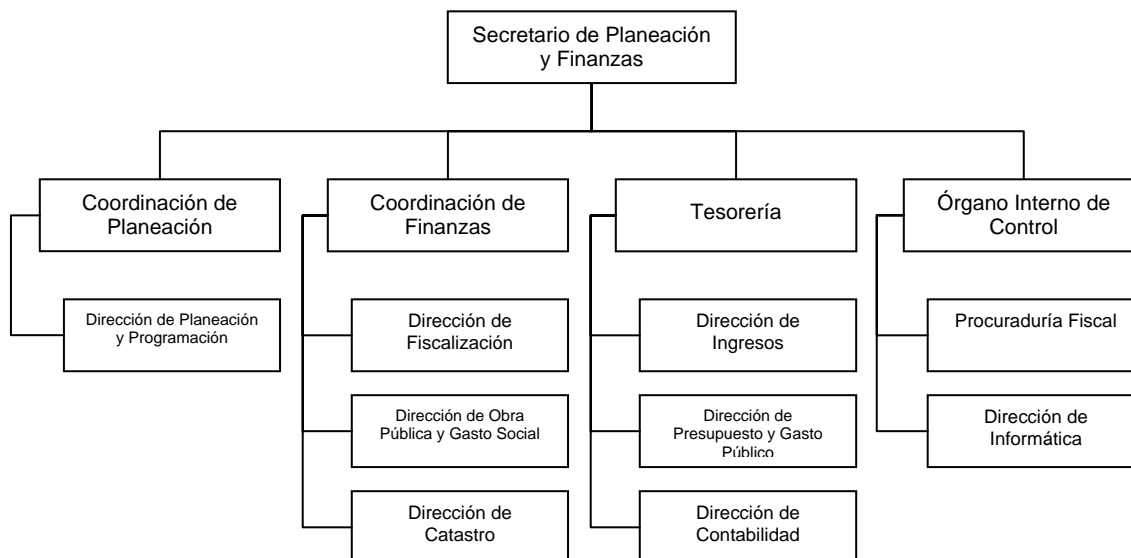 Secretario de Planeación
y Finanzas
Coordinación de
Planeación
Coordinación de
Finanzas
Tesorería
Órgano Interno de
Control
Dirección de Planeación
y Programación
Dirección de
Fiscalización
Dirección de
Ingresos
Procuraduría Fiscal
Dirección de Obra
Pública y Gasto Social
Dirección de
Presupuesto y Gasto
Público
Dirección de
Informática
Dirección de
Catastro
Dirección de
Contabilidad